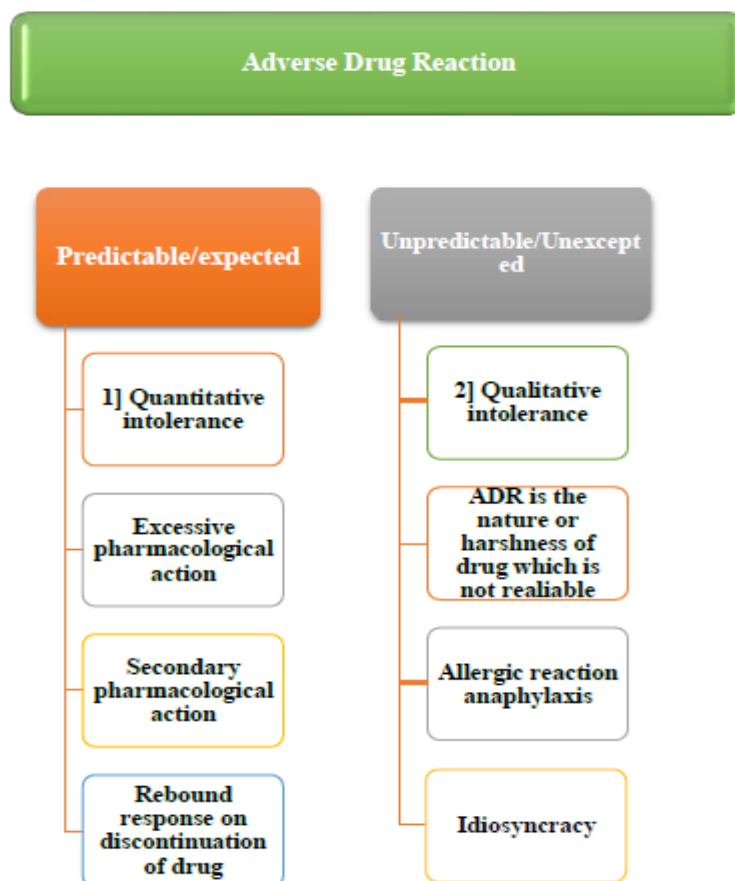 Adverse Drug Reaction
Predictable/expected
1] Quantitative
intolerance
Excessive
pharmacological
action
Secondary
pharmacological
action
Rebound
response on
discontinuation
of drug
Unpredictable/Unexcept
ed
2] Qualitative
intolerance
ADR is the
nature or
harshness of
drug which is
not realiable
Allergic reaction
anaphylaxis
Idiosyncracy